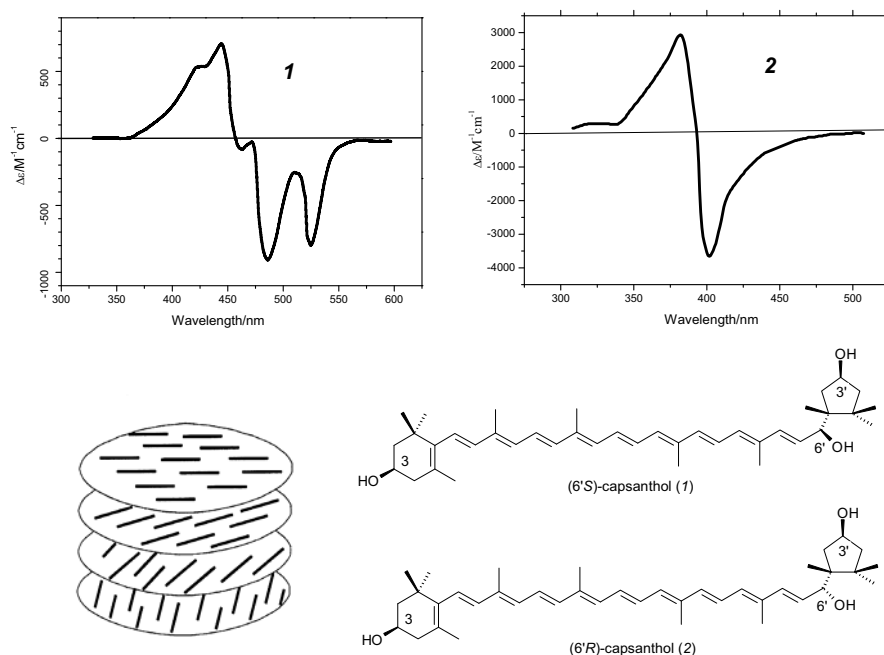 1
Δε/M⁻¹cm⁻¹
500
0
-500
-1000
300 350 400 450 500 550 600
Wavelength/nm
2
Δε/M⁻¹cm⁻¹
3000
2000
1000
0
-1000
-2000
-3000
-4000
300 350 400 450 500
Wavelength/nm
OH
3'
6'
OH
3
HO
(6'S)-capsanthol (1)
OH
3'
6'
OH
3
HO
(6'R)-capsanthol (2)